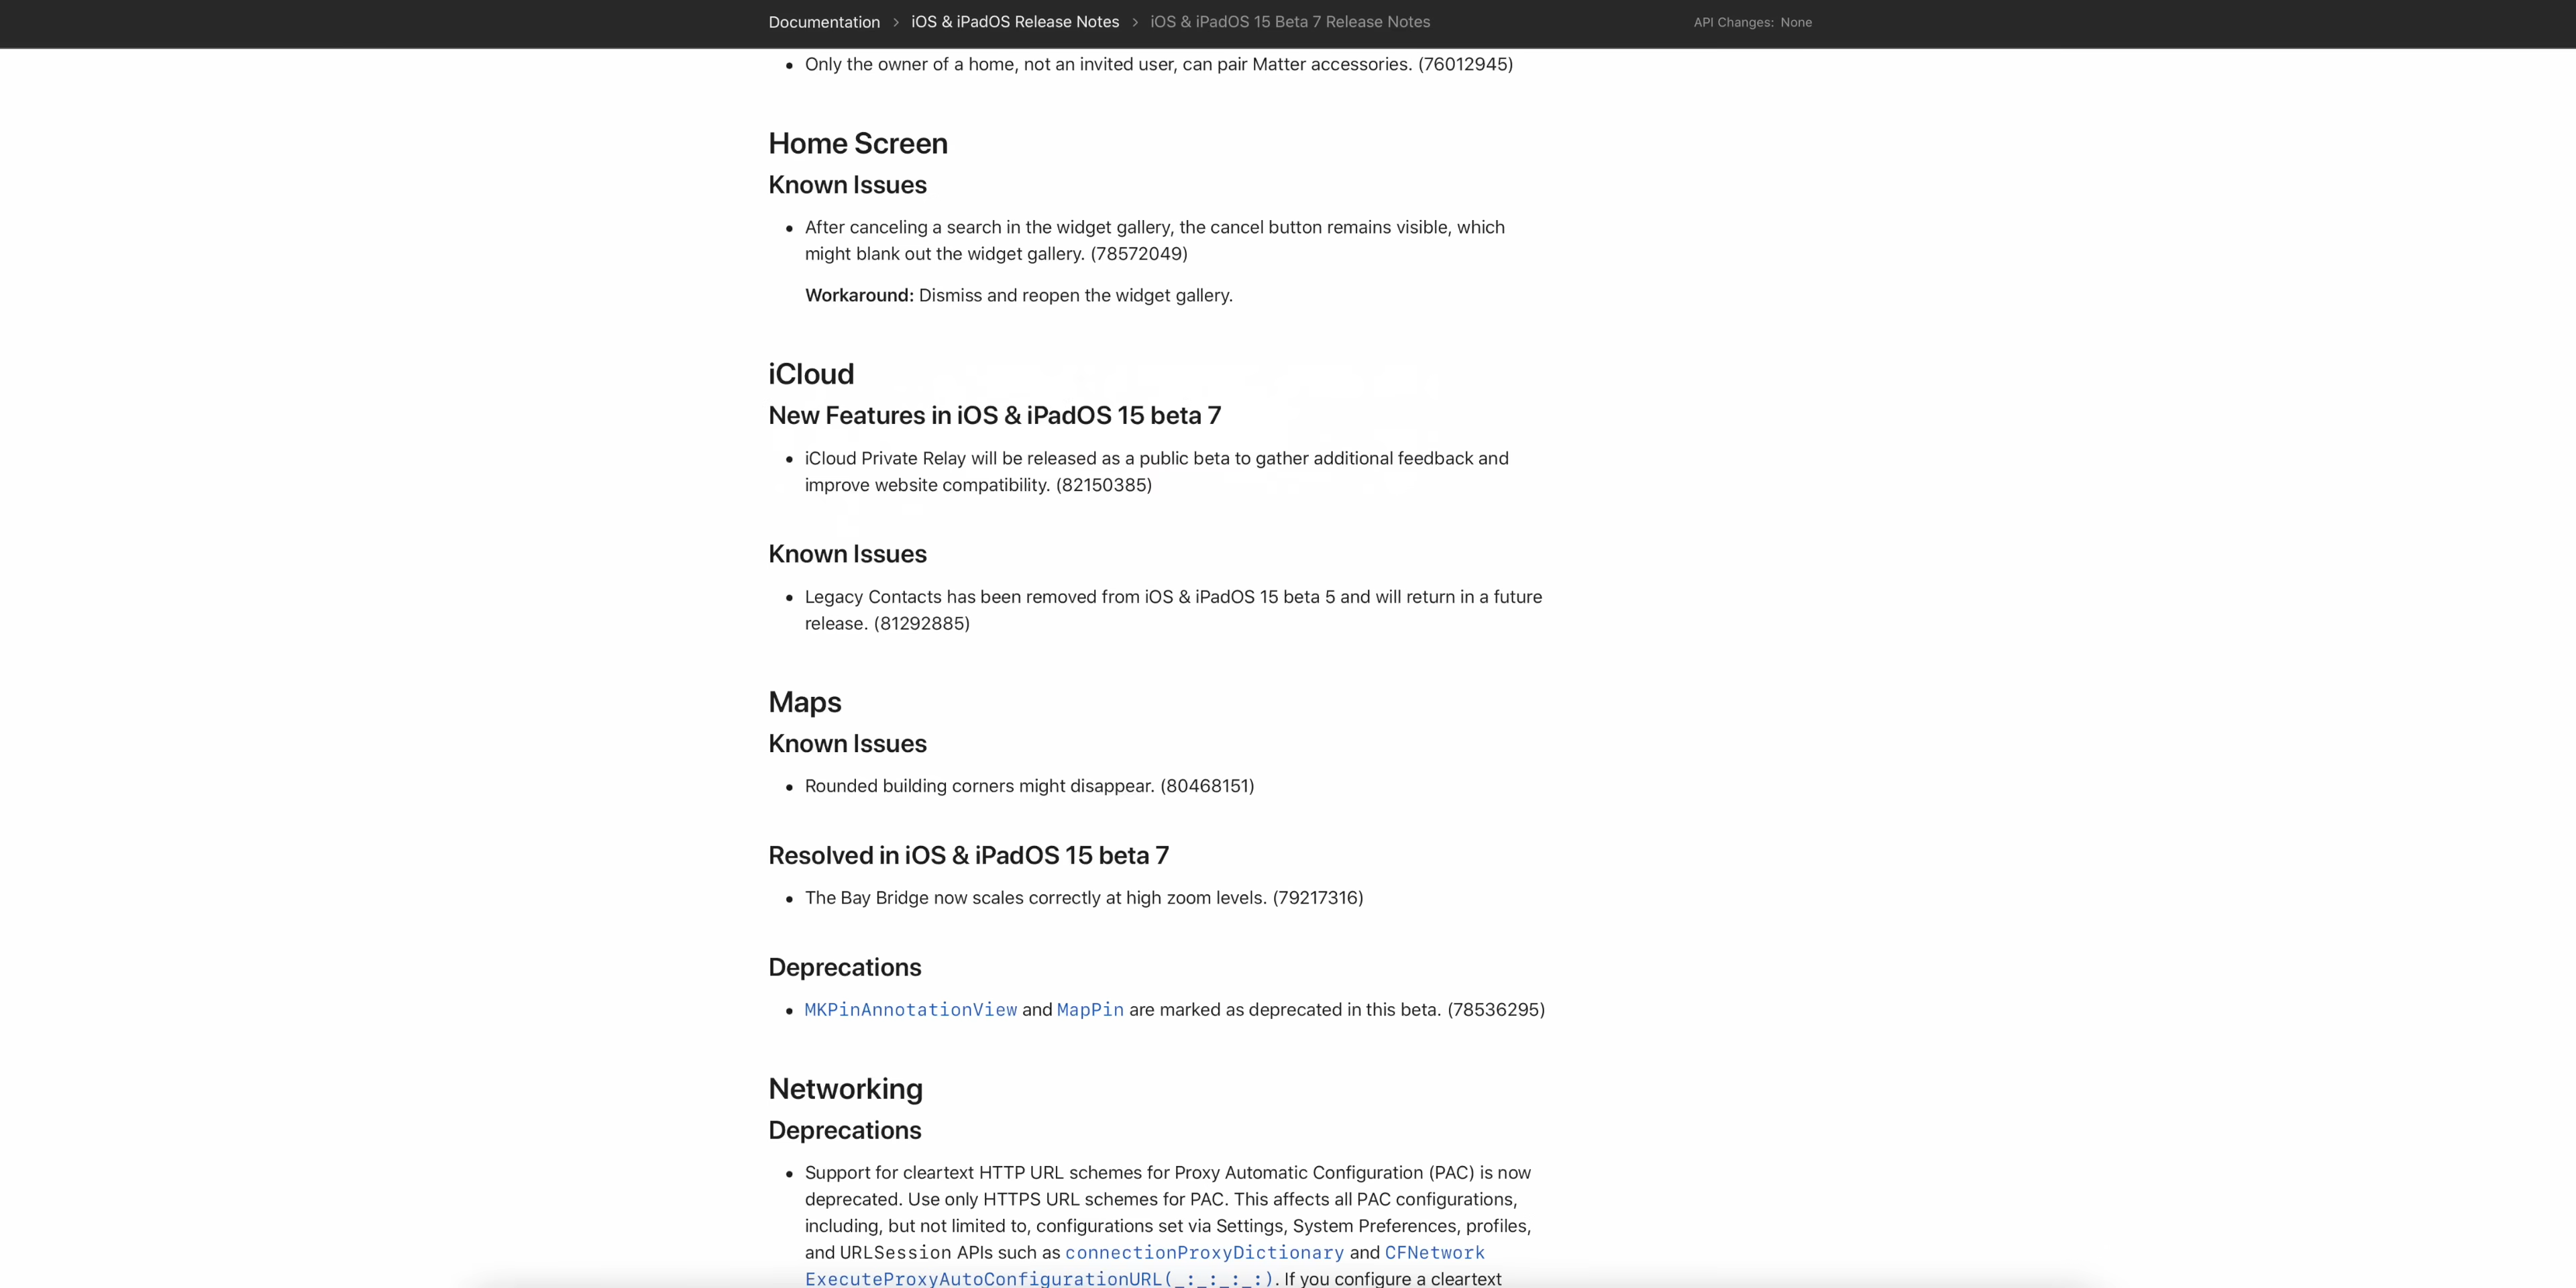 Documentation > iOS & iPadOS Release Notes > iOS & iPadOS 15 Beta 7 Release Notes API Changes: None
• Only the owner of a home, not an invited user, can pair Matter accessories. (76012945)
Home Screen
Known Issues
• After canceling a search in the widget gallery, the cancel button remains visible, which
might blank out the widget gallery. (78572049)
Workaround: Dismiss and reopen the widget gallery.
iCloud
New Features in iOS & iPadOS 15 beta 7
• iCloud Private Relay will be released as a public beta to gather additional feedback and
improve website compatibility. (82150385)
Known Issues
• Legacy Contacts has been removed from iOS & iPadOS 15 beta 5 and will return in a future
release. (81292885)
Maps
Known Issues
• Rounded building corners might disappear. (80468151)
Resolved in iOS & iPadOS 15 beta 7
• The Bay Bridge now scales correctly at high zoom levels. (79217316)
Deprecations
• MKPinAnnotationView and MapPin are marked as deprecated in this beta. (78536295)
Networking
Deprecations
• Support for cleartext HTTP URL schemes for Proxy Automatic Configuration (PAC) is now
deprecated. Use only HTTPS URL schemes for PAC. This affects all PAC configurations,
including, but not limited to, configurations set via Settings, System Preferences, profiles,
and URLSession APIs such as connectionProxyDictionary and CFNetwork
ExecuteProxyAutoConfigurationURL(_:_:_:_:). If you configure a cleartext